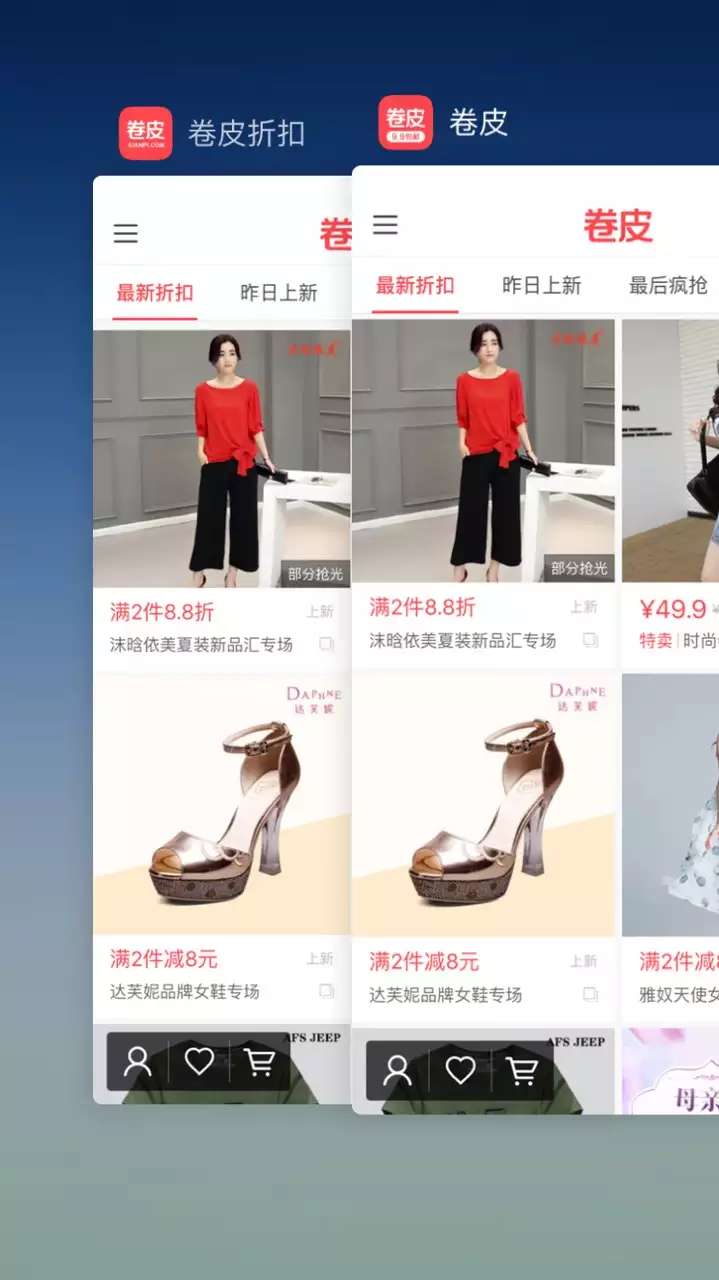 卷皮
JUANPI.COM
卷皮折扣
卷皮
9.9包邮
卷皮
卷
最新折扣
昨日上新
部分抢光
满2件8.8折
上新
沫晗依美夏装新品汇专场
DAPHNE
达芙妮
满2件减8元
上新
达芙妮品牌女鞋专场
AFS JEEP
卷皮
最新折扣
昨日上新
最后疯抢
部分抢光
满2件8.8折
上新
沫晗依美夏装新品汇专场
¥49.9
特卖
时尚
DAPHNE
达芙妮
满2件减8元
上新
达芙妮品牌女鞋专场
满2件减
雅奴天使女
AFS JEEP
母亲